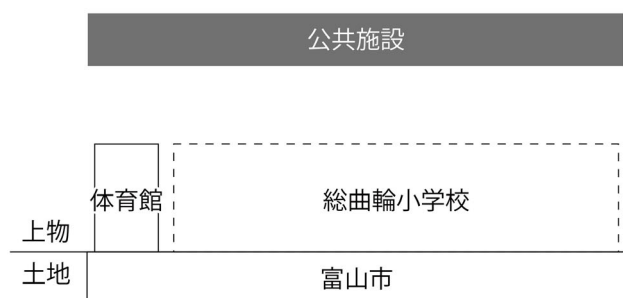 公共施設
体育館
総曲輪小学校
上物
土地
富山市